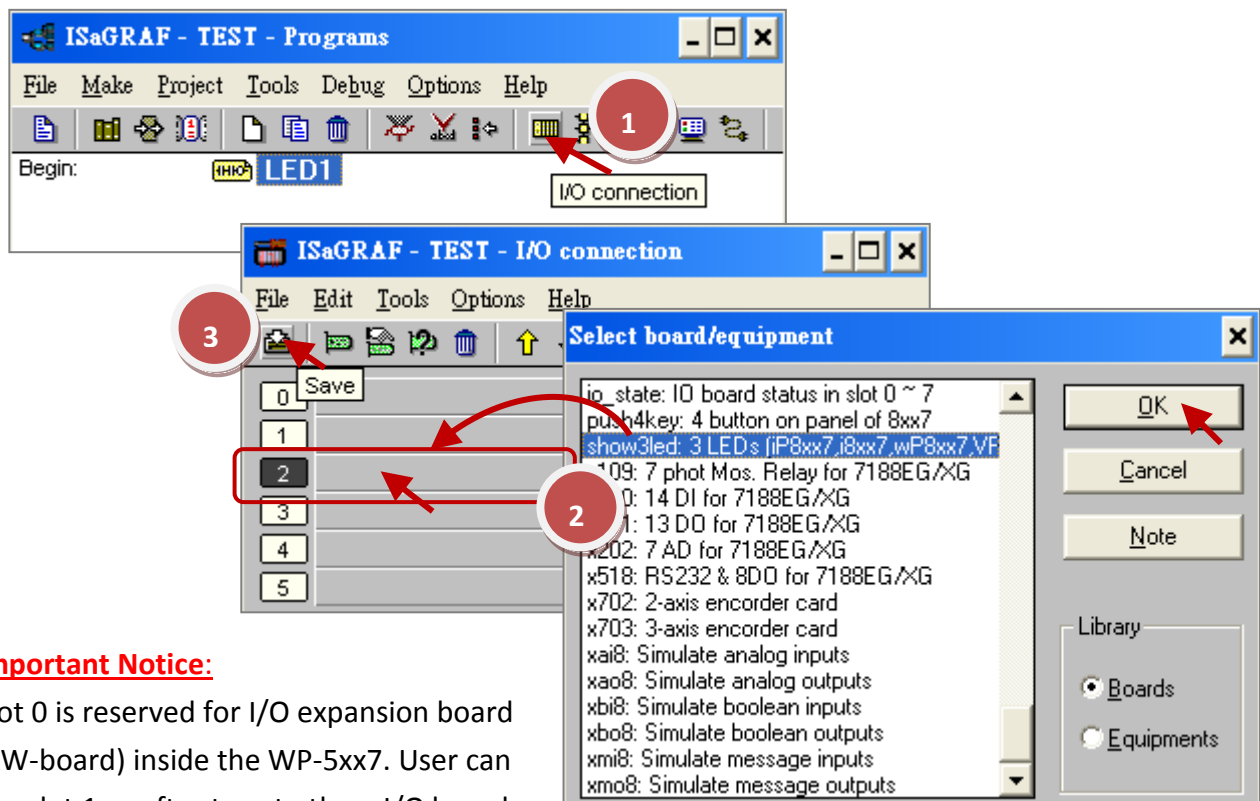 ISaGRAF - TEST - Programs
File Make Project Tools Debug Options Help
1
Begin: LED1
I/O connection
ISaGRAF - TEST - I/O connection
File Edit Tools Options Help
3
Save
0
1
2
3
4
5
Select board/equipment
io_state: IO board status in slot 0 ~ 7
push4key: 4 button on panel of 8xx7
show3led: 3 LEDs (iP8xx7,i8xx7,wP8xx7,VF
109: 7 phot Mos. Relay for 7188EG/XG
0: 14 DI for 7188EG/XG
1: 13 DO for 7188EG/XG
x202: 7 AD for 7188EG/XG
x518: RS232 & 8DO for 7188EG/XG
x702: 2-axis encorder card
x703: 3-axis encorder card
xai8: Simulate analog inputs
xao8: Simulate analog outputs
xbi8: Simulate boolean inputs
xbo8: Simulate boolean outputs
xmi8: Simulate message inputs
xmo8: Simulate message outputs
2
OK
Cancel
Note
Library
Boards
Equipments
mportant Notice:
ot 0 is reserved for I/O expansion board
W-board) inside the WP-5xx7. User can